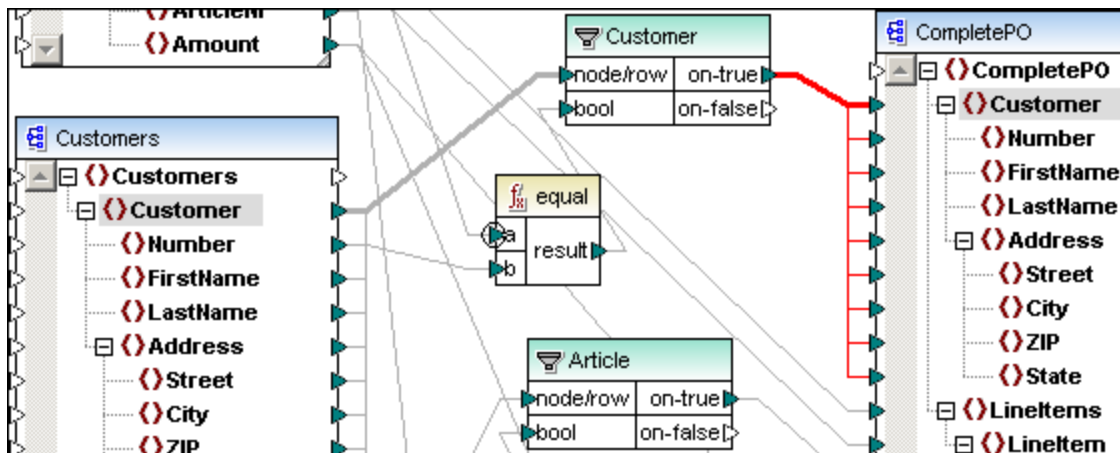 ArticleNr
Amount
Customers
Customers
Customer
Number
FirstName
LastName
Address
Street
City
ZIP
Customer
node/row on-true
bool on-false
equal
a
result
b
Article
node/row on-true
bool on-false
CompletePO
CompletePO
Customer
Number
FirstName
LastName
Address
Street
City
ZIP
State
LineItems
LineItem